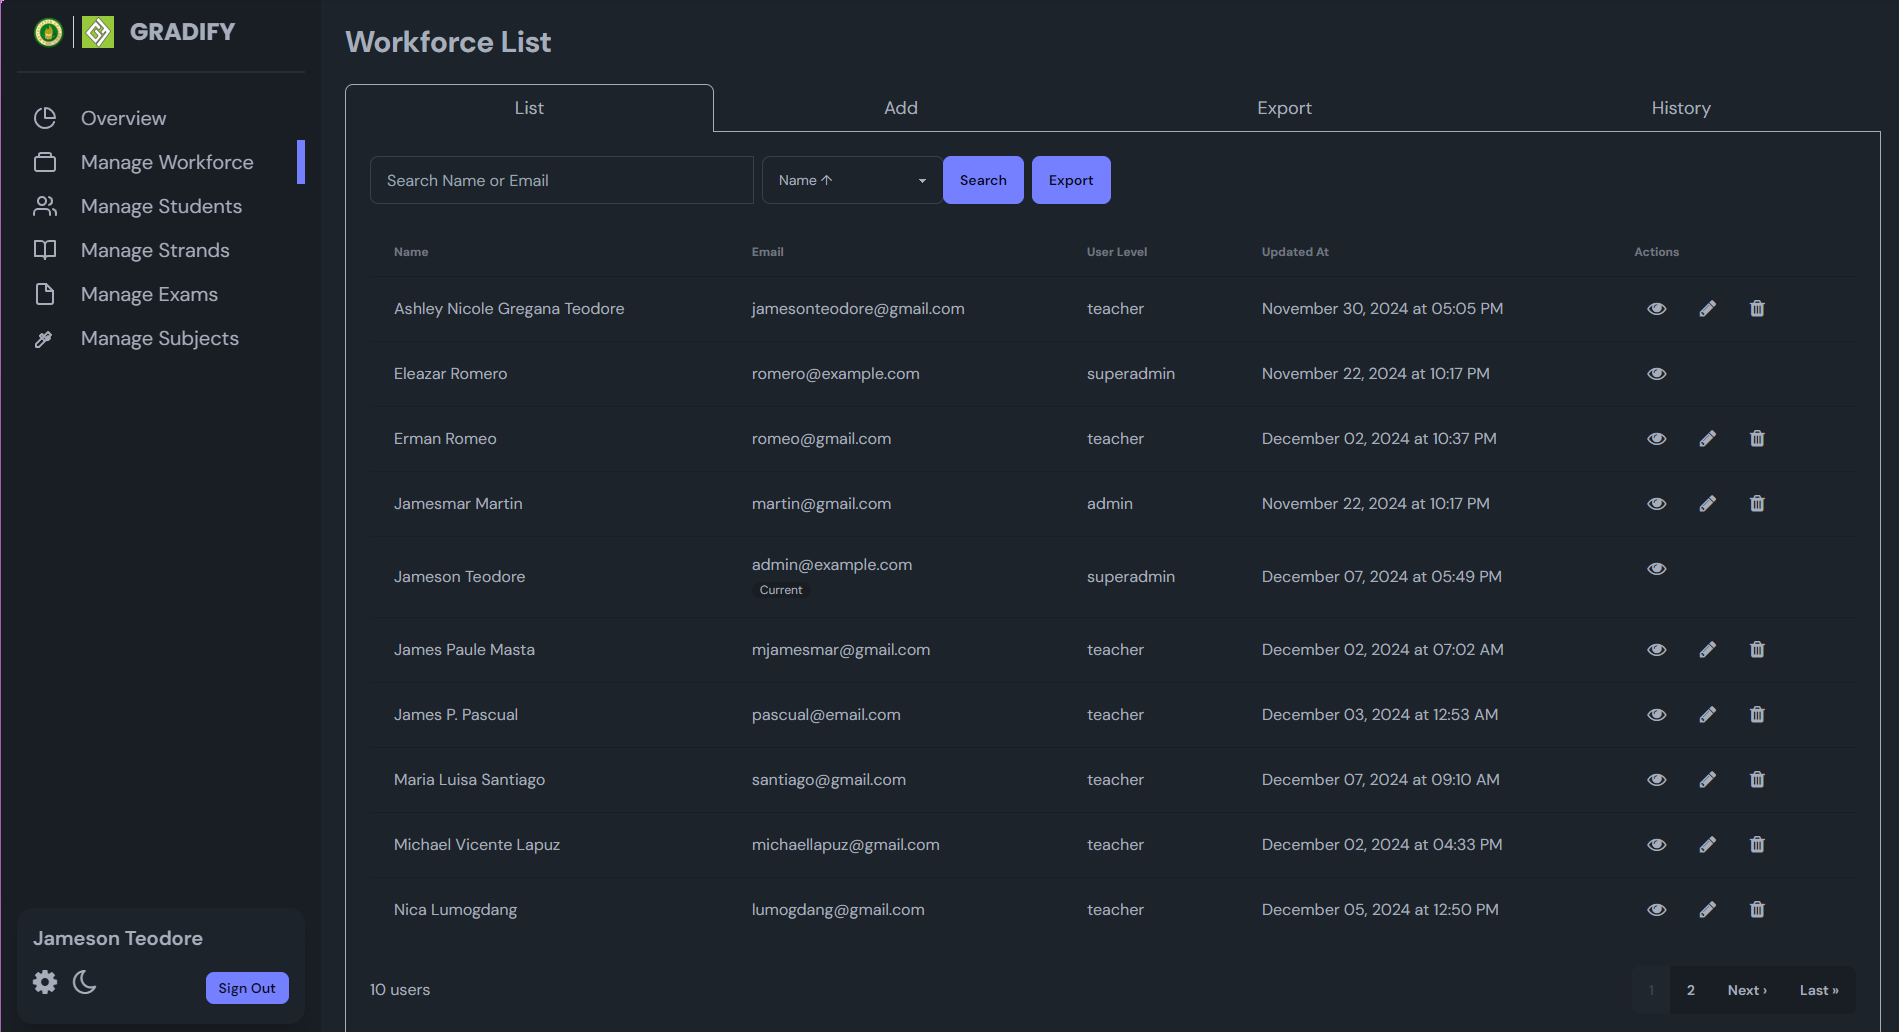 GRADIFY
Overview
Manage Workforce
Manage Students
Manage Strands
Manage Exams
Manage Subjects
Jameson Teodore
Sign Out
Workforce List
List Add Export History
Search Name or Email Name ↑ Search Export
Name Email User Level Updated At Actions
Ashley Nicole Gregana Teodore jamesonteodore@gmail.com teacher November 30, 2024 at 05:05 PM
Eleazar Romero romero@example.com superadmin November 22, 2024 at 10:17 PM
Erman Romeo romeo@gmail.com teacher December 02, 2024 at 10:37 PM
Jamesmar Martin martin@gmail.com admin November 22, 2024 at 10:17 PM
Jameson Teodore admin@example.com superadmin December 07, 2024 at 05:49 PM
Current
James Paule Masta mjamesmar@gmail.com teacher December 02, 2024 at 07:02 AM
James P. Pascual pascual@email.com teacher December 03, 2024 at 12:53 AM
Maria Luisa Santiago santiago@gmail.com teacher December 07, 2024 at 09:10 AM
Michael Vicente Lapuz michaellapuz@gmail.com teacher December 02, 2024 at 04:33 PM
Nica Lumogdang lumogdang@gmail.com teacher December 05, 2024 at 12:50 PM
10 users 1 2 Next › Last »